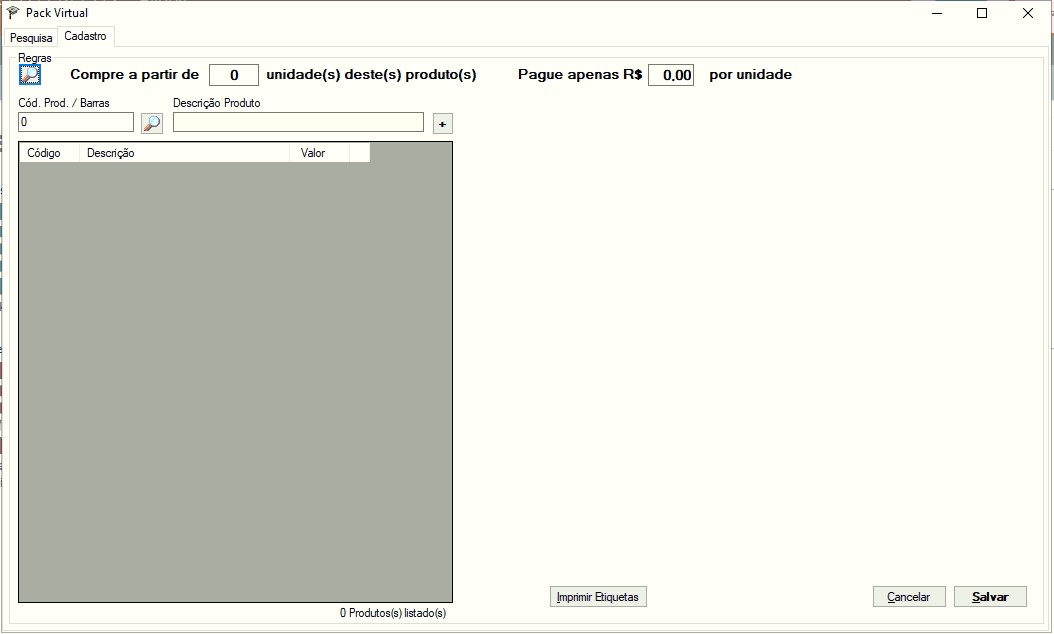 Pack Virtual
Pesquisa Cadastro
Regras
Compre a partir de 0 unidade(s) deste(s) produto(s) Pague apenas R$ 0,00 por unidade
Cód. Prod. / Barras Descrição Produto
0 +
Código Descrição Valor
0 Produtos(s) listado(s)
Imprimir Etiquetas Cancelar Salvar